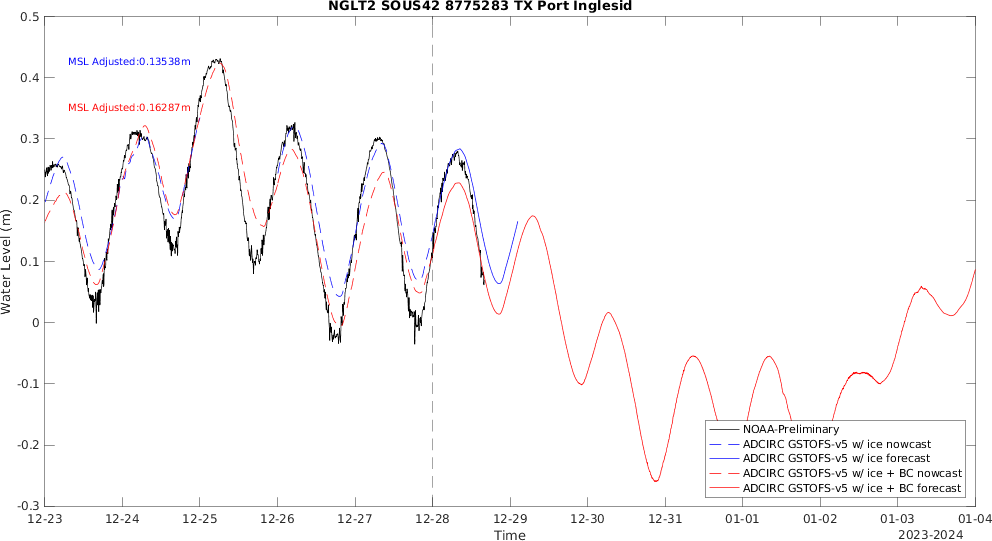 NGLT2 SOUS42 8775283 TX Port Inglesid
MSL Adjusted:0.13538m
MSL Adjusted:0.16287m
Water Level (m)
0.5
0.4
0.3
0.2
0.1
0
-0.1
-0.2
-0.3
NOAA-Preliminary
ADCIRC GSTOFS-v5 w/ ice nowcast
ADCIRC GSTOFS-v5 w/ ice forecast
ADCIRC GSTOFS-v5 w/ ice + BC nowcast
ADCIRC GSTOFS-v5 w/ ice + BC forecast
12-23 12-24 12-25 12-26 12-27 12-28 12-29 12-30 12-31 01-01 01-02 01-03 01-04
Time
2023-2024